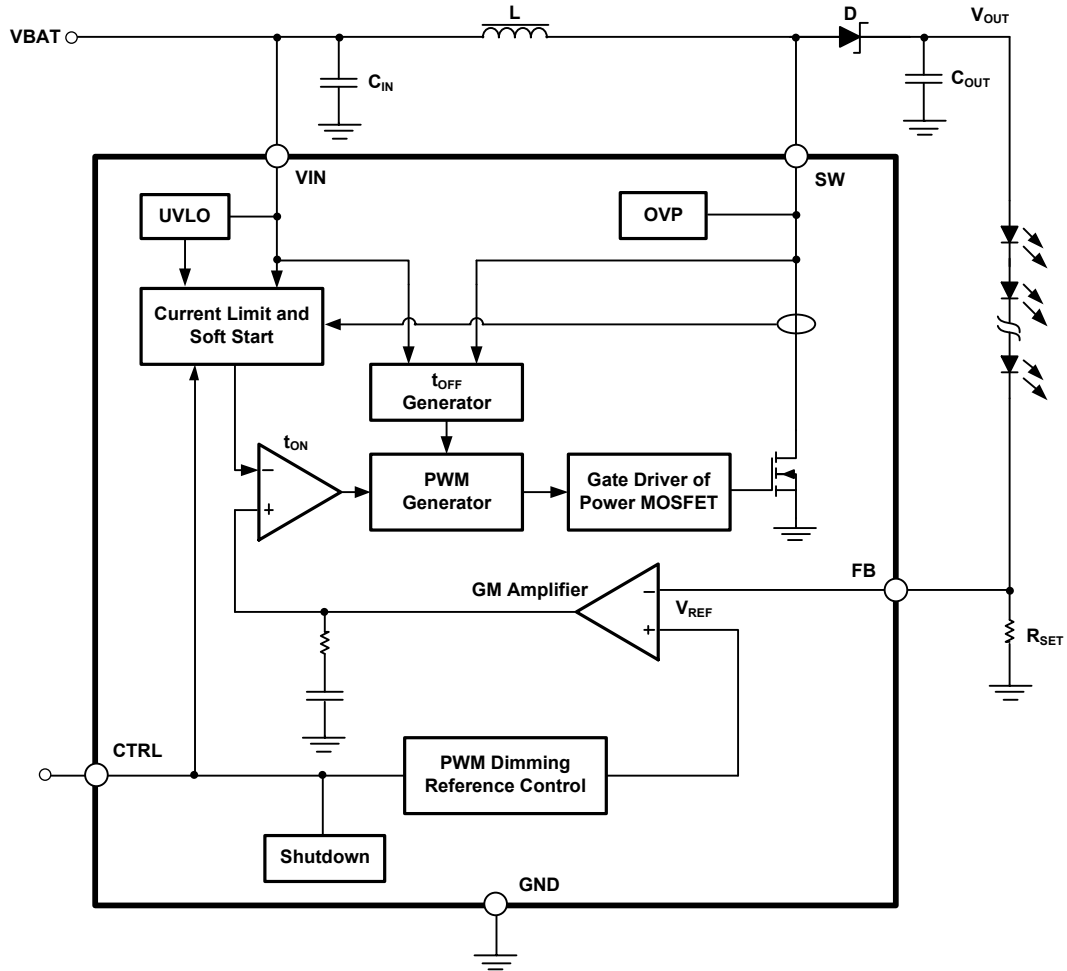 L
D
VOUT
VBAT
CIN
COUT
VIN
SW
UVLO
OVP
Current Limit and
Soft Start
tOFF
Generator
tON
−
+
PWM
Generator
Gate Driver of
Power MOSFET
GM Amplifier
FB
−
VREF
+
RSET
CTRL
PWM Dimming
Reference Control
Shutdown
GND